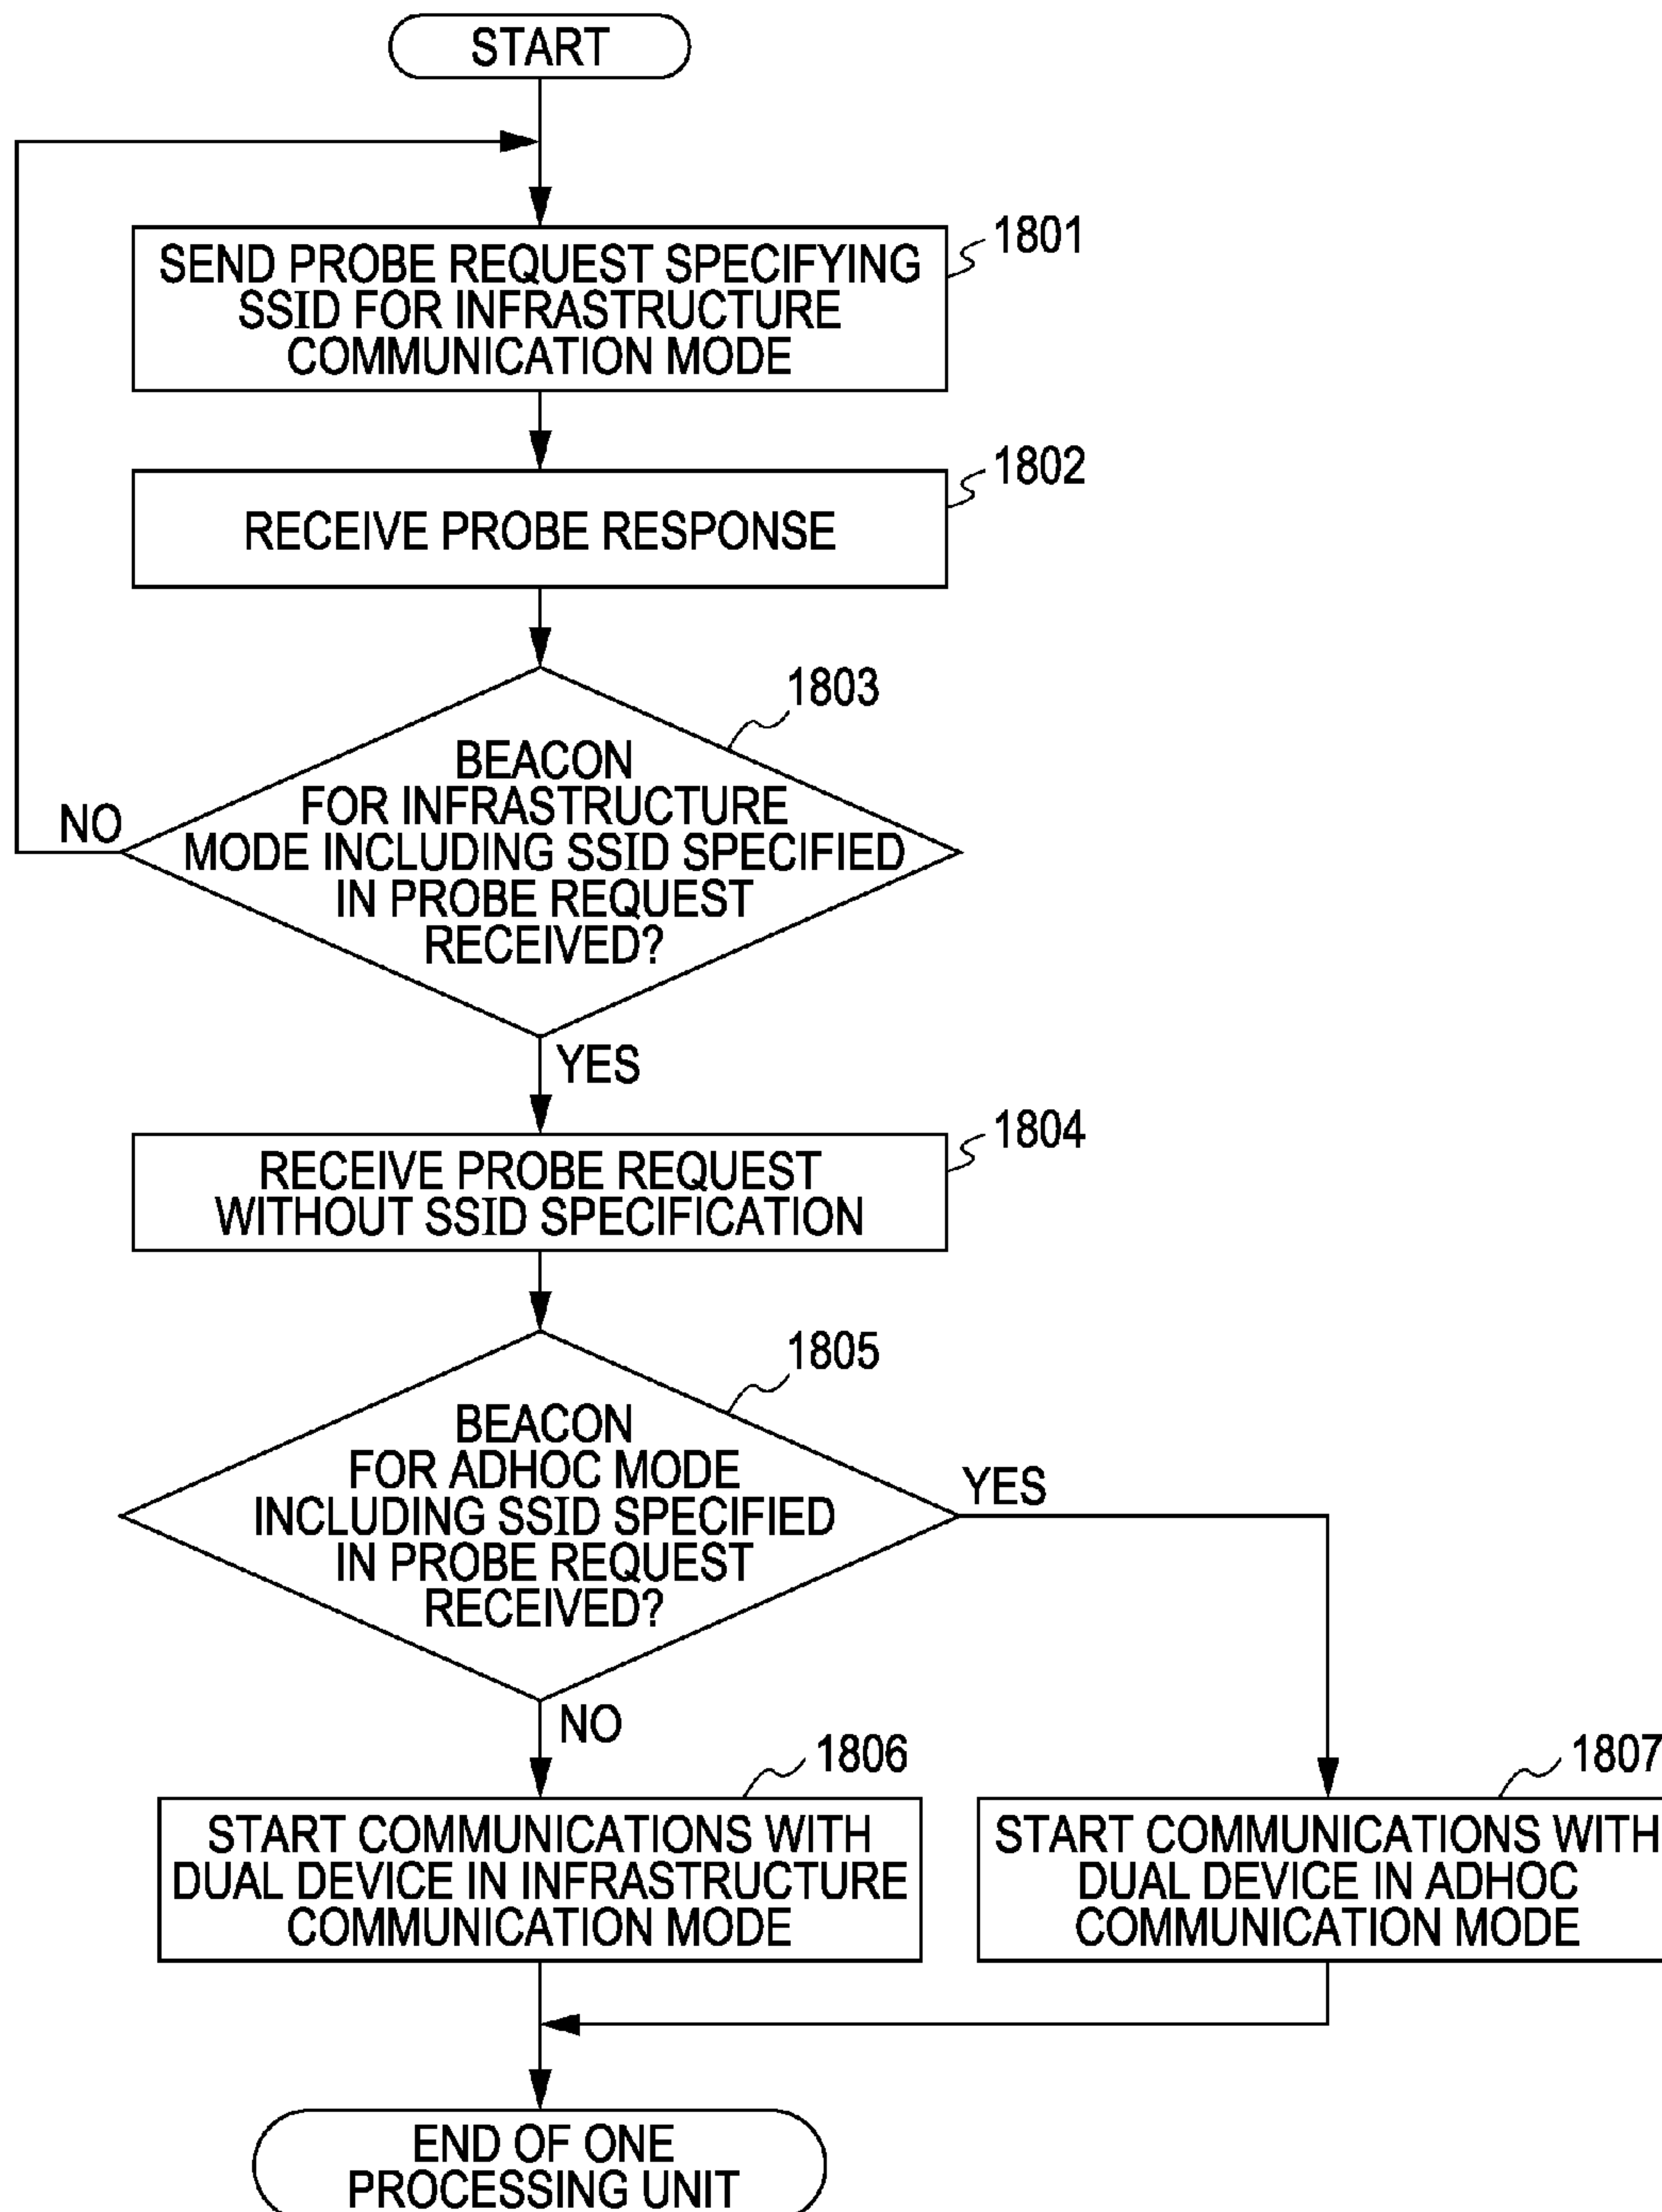 START
SEND PROBE REQUEST SPECIFYING
SSID FOR INFRASTRUCTURE
COMMUNICATION MODE
1801
RECEIVE PROBE RESPONSE
1802
1803
BEACON
FOR INFRASTRUCTURE
MODE INCLUDING SSID SPECIFIED
IN PROBE REQUEST
RECEIVED?
NO
YES
1804
RECEIVE PROBE REQUEST
WITHOUT SSID SPECIFICATION
1805
BEACON
FOR ADHOC MODE
INCLUDING SSID SPECIFIED
IN PROBE REQUEST
RECEIVED?
YES
NO
1806
START COMMUNICATIONS WITH
DUAL DEVICE IN INFRASTRUCTURE
COMMUNICATION MODE
1807
START COMMUNICATIONS WITH
DUAL DEVICE IN ADHOC
COMMUNICATION MODE
END OF ONE
PROCESSING UNIT